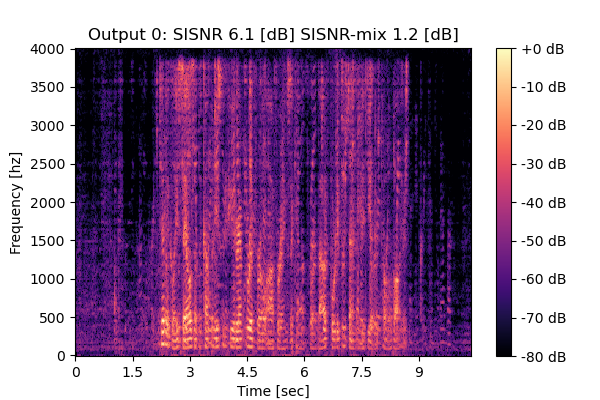 Output 0: SISNR 6.1 [dB] SISNR-mix 1.2 [dB]
4000
3500
3000
2500
2000
1500
1000
500
0
Frequency [hz]
0
1.5
3
4.5
6
7.5
9
Time [sec]
+0 dB
-10 dB
-20 dB
-30 dB
-40 dB
-50 dB
-60 dB
-70 dB
-80 dB